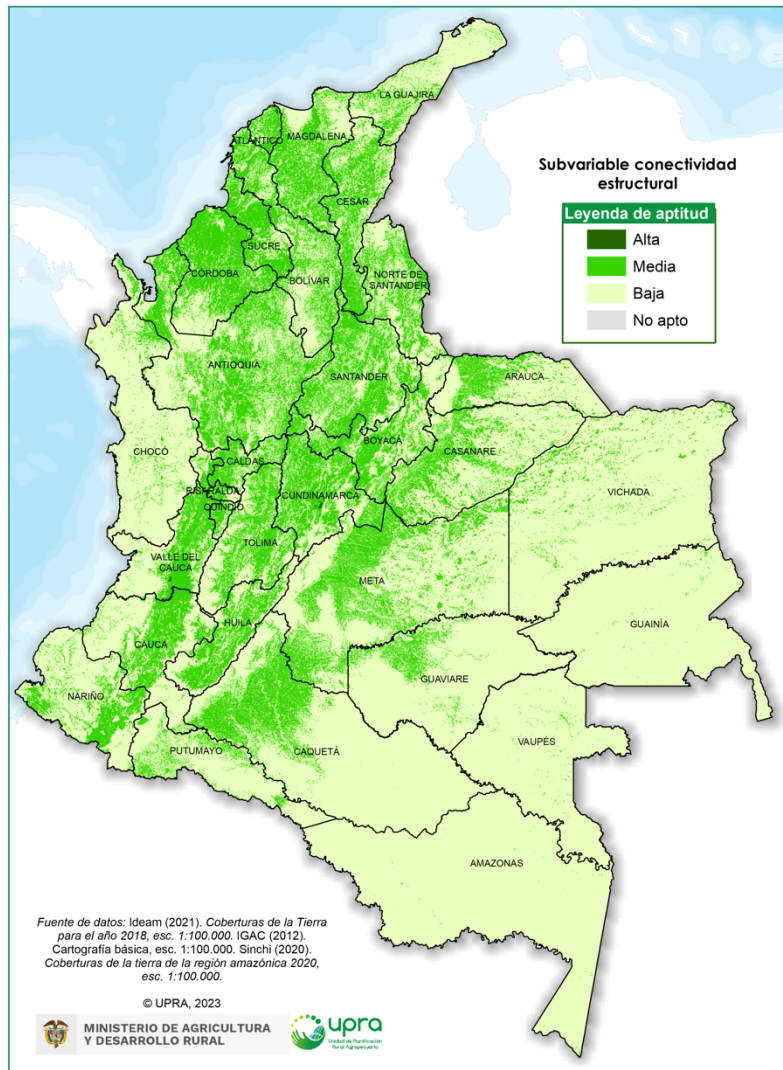 LA GUAJIRA
ATLÁNTICO
MAGDALENA
CESAR
SUCRE
CÓRDOBA
BOLÍVAR
NORTE DE
SANTANDER
ANTIOQUIA
SANTANDER
ARAUCA
CHOCÓ
BOYACÁ
CASANARE
CALDAS
RISARALDA
CUNDINAMARCA
QUINDÍO
VICHADA
TOLIMA
VALLE DEL
CAUCA
META
GUAINÍA
HUILA
CAUCA
GUAVIARE
NARIÑO
VAUPÉS
PUTUMAYO
CAQUETÁ
AMAZONAS
Subvariable conectividad
estructural
Leyenda de aptitud
Alta
Media
Baja
No apto
Fuente de datos: Ideam (2021). Coberturas de la Tierra
para el año 2018, esc. 1:100.000. IGAC (2012).
Cartografía básica, esc. 1:100.000. Sinchi (2020).
Coberturas de la tierra de la región amazónica 2020,
esc. 1:100.000.
© UPRA, 2023
MINISTERIO DE AGRICULTURA
Y DESARROLLO RURAL
upra
Unidad de Planificación
Rural Agropecuaria